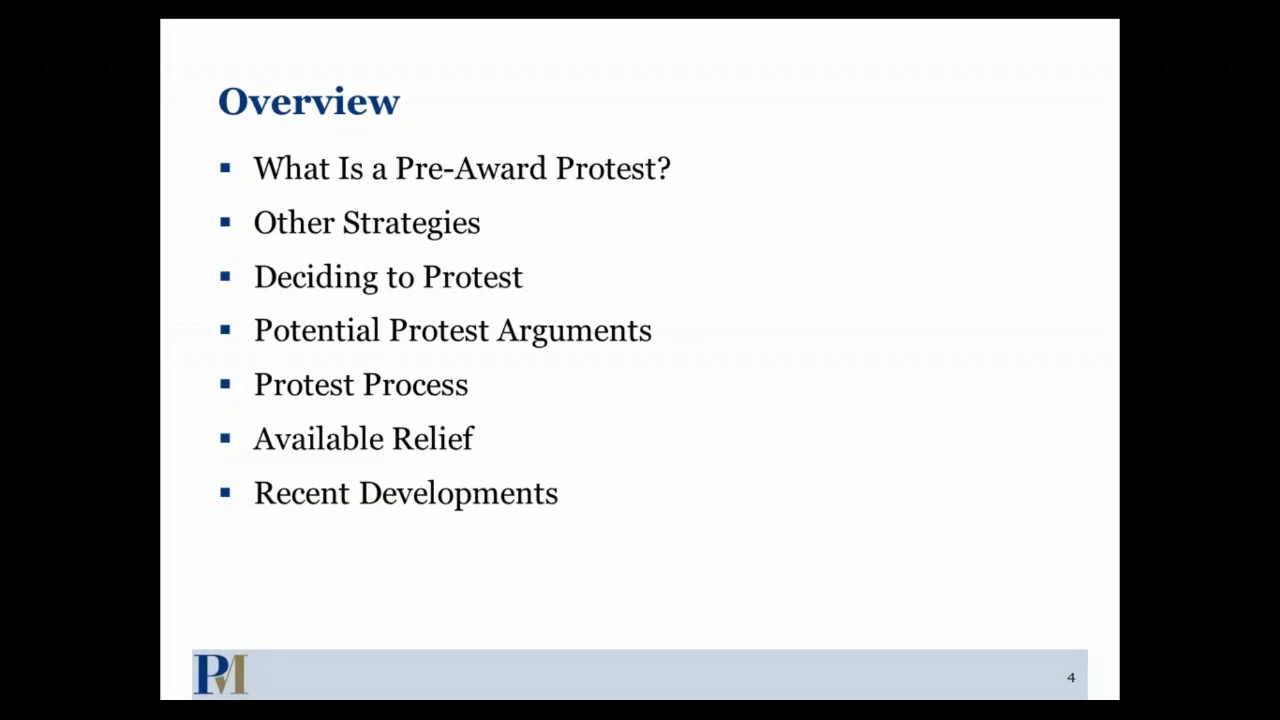 Overview
▪ What Is a Pre-Award Protest?
▪ Other Strategies
▪ Deciding to Protest
▪ Potential Protest Arguments
▪ Protest Process
▪ Available Relief
▪ Recent Developments
PM
4